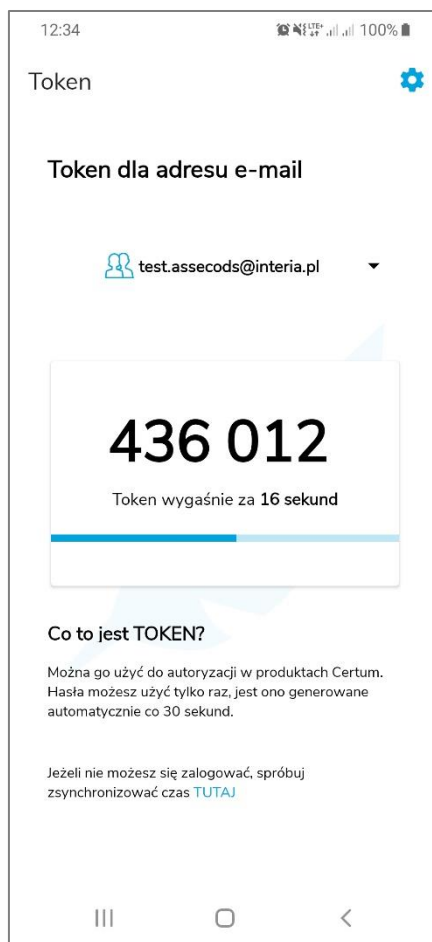 12:34 LTE+ 100%
Token
Token dla adresu e-mail
test.assecods@interia.pl
436 012
Token wygaśnie za 16 sekund
Co to jest TOKEN?
Można go użyć do autoryzacji w produktach Certum.
Hasła możesz użyć tylko raz, jest ono generowane
automatycznie co 30 sekund.
Jeżeli nie możesz się zalogować, spróbuj
zsynchronizować czas TUTAJ